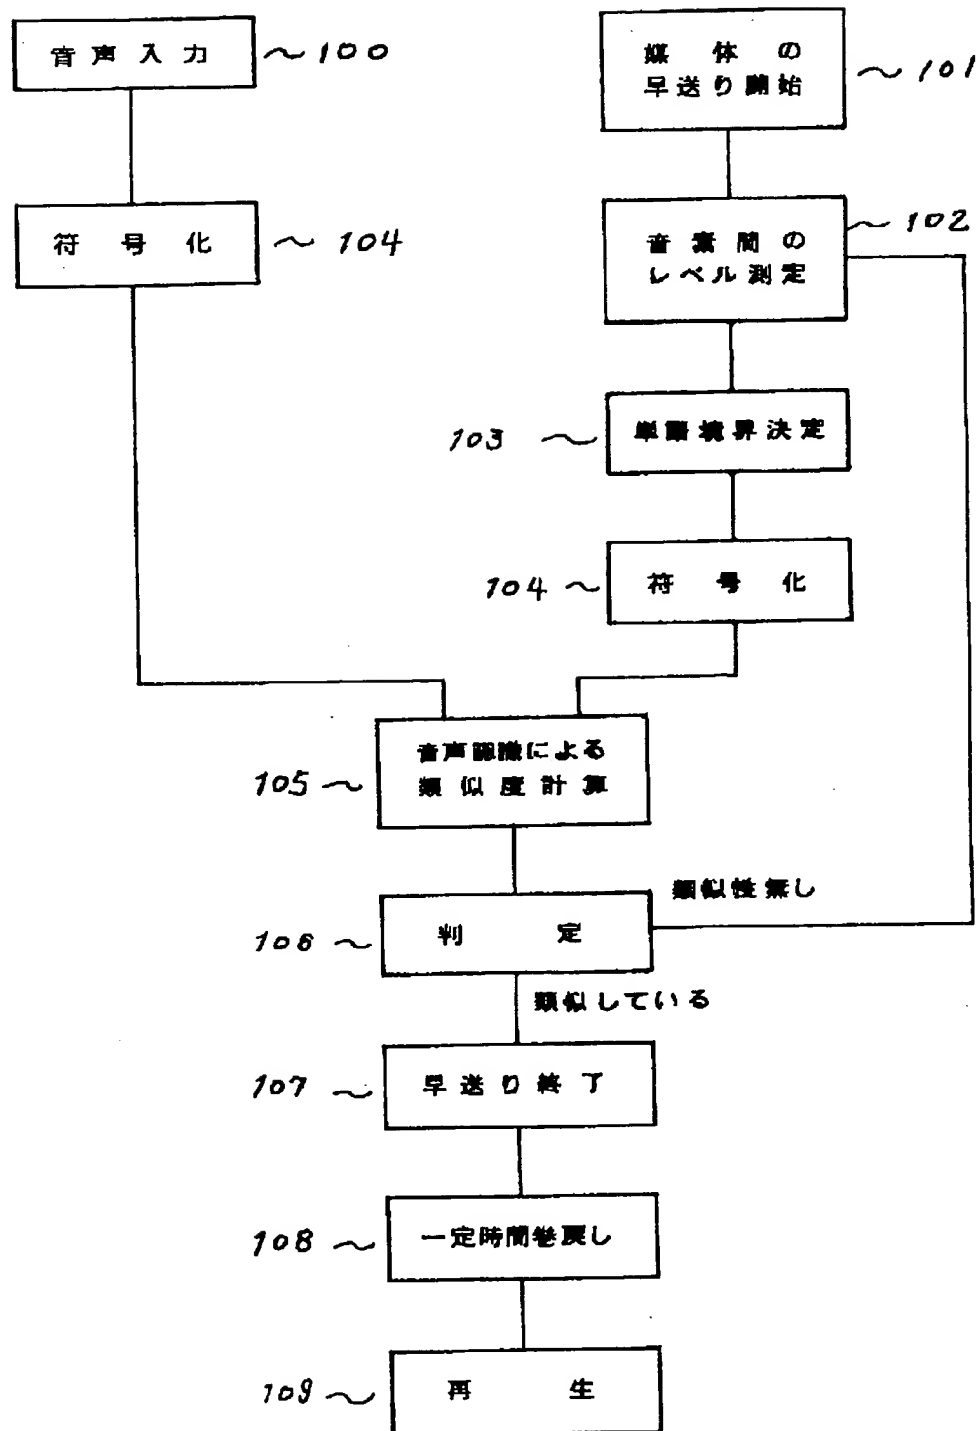 音声入力
100
媒体の
早送り開始
101
符号化
104
音素間の
レベル測定
102
103
単語境界決定
104
符号化
105
音声認識による
類似度計算
類似性無し
106
判定
類似している
107
早送り終了
108
一定時間巻戻し
109
再生